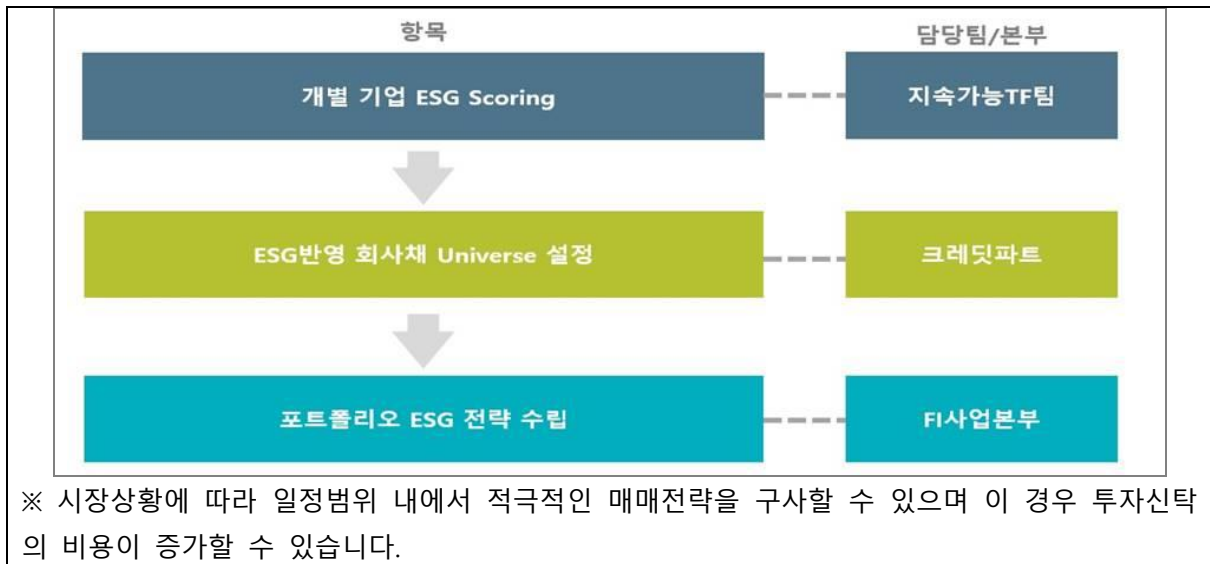 항목 담당팀/본부
개별 기업 ESG Scoring 지속가능TF팀
ESG반영 회사채 Universe 설정 크레딧파트
포트폴리오 ESG 전략 수립 FI사업본부
※ 시장상황에 따라 일정범위 내에서 적극적인 매매전략을 구사할 수 있으며 이 경우 투자신탁
의 비용이 증가할 수 있습니다.